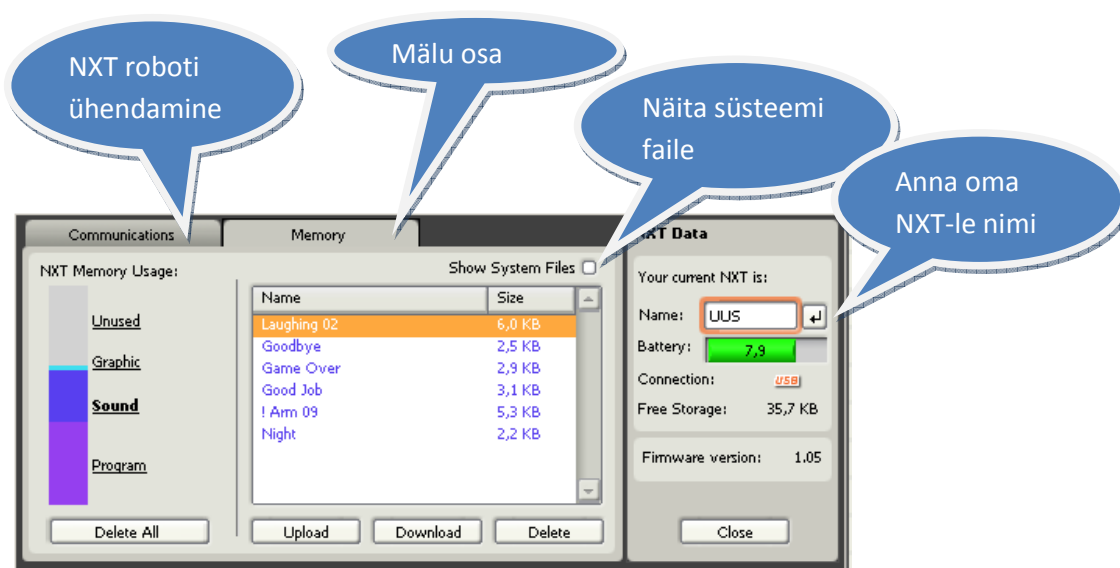 NXT roboti
ühendamine
Mälu osa
Näita süsteemi
faile
Anna oma
NXT-le nimi
Communications
Memory
NXT Memory Usage:
Unused
Graphic
Sound
Program
Delete All
Show System Files
Name Size
Laughing 02 6,0 KB
Goodbye 2,5 KB
Game Over 2,9 KB
Good Job 3,1 KB
! Arm 09 5,3 KB
Night 2,2 KB
Upload Download Delete
NXT Data
Your current NXT is:
Name: UUS
Battery: 7,9
Connection: USB
Free Storage: 35,7 KB
Firmware version: 1.05
Close